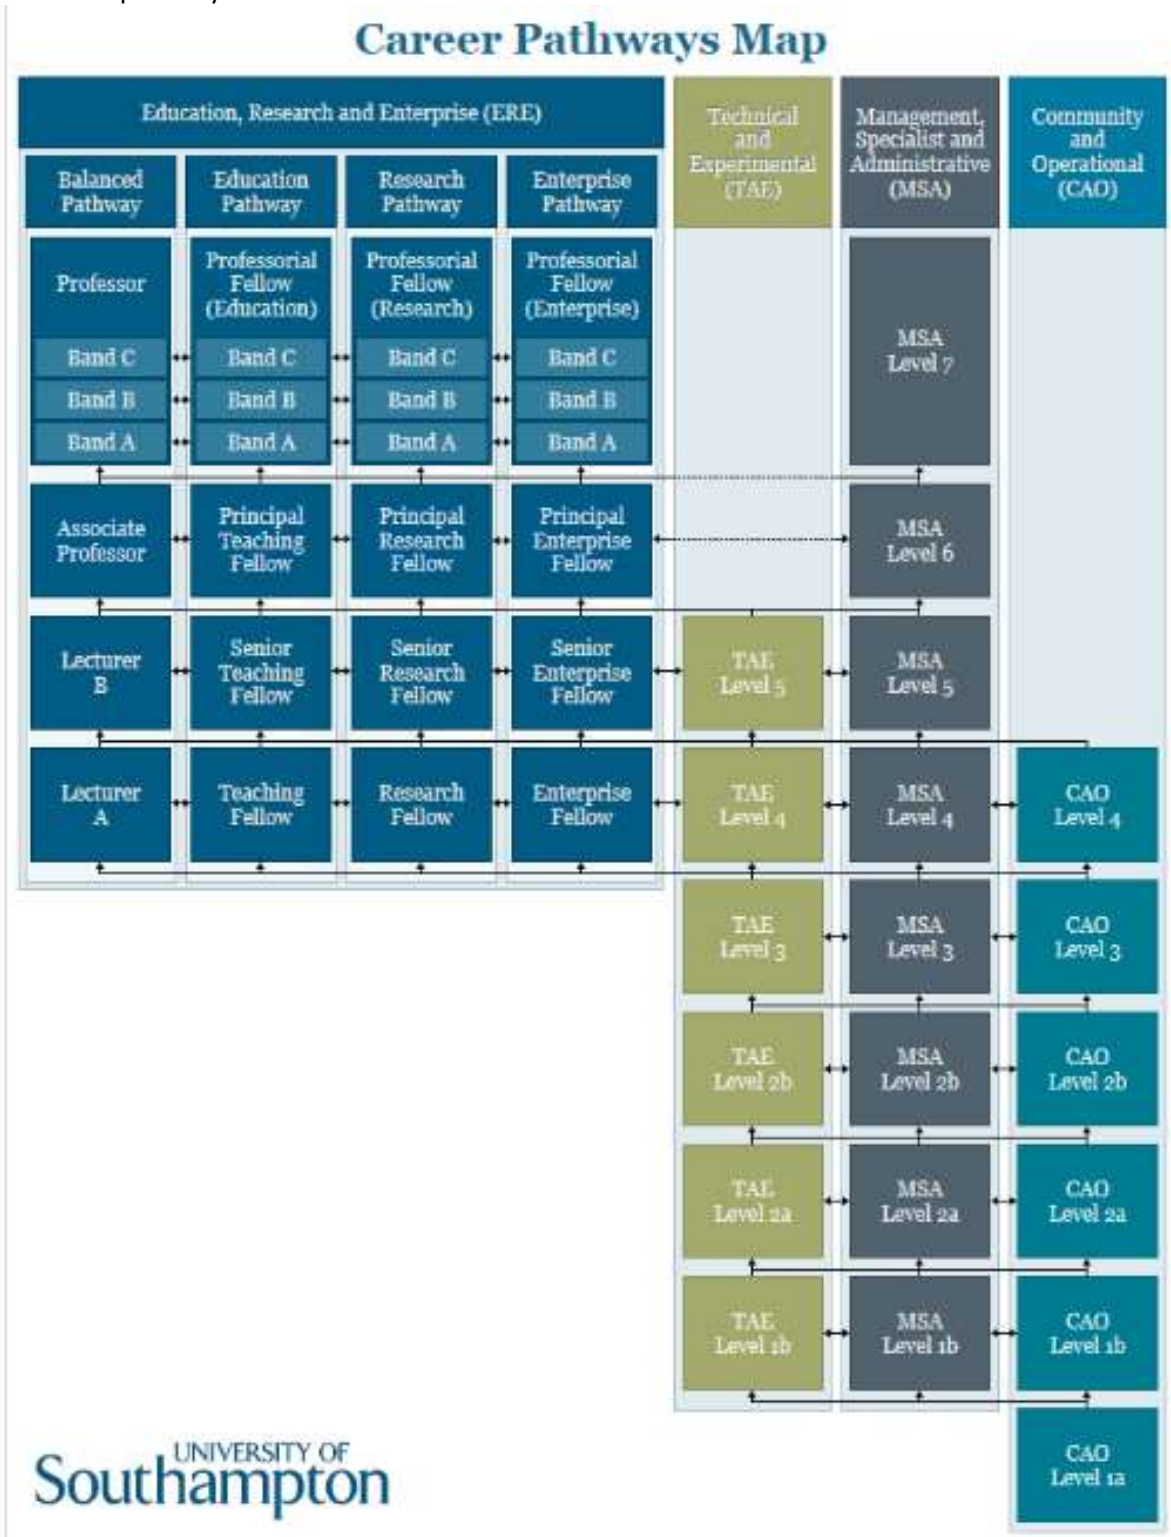 Career Pathways Map
Education, Research and Enterprise (ERE)
Technical
and
Experimental
(TAE)
Management,
Specialist and
Administrative
(MSA)
Community
and
Operational
(CAO)
Balanced
Pathway
Education
Pathway
Research
Pathway
Enterprise
Pathway
Professor
Professorial
Fellow
(Education)
Professorial
Fellow
(Research)
Professorial
Fellow
(Enterprise)
MSA
Level 7
Band C
Band C
Band C
Band C
Band B
Band B
Band B
Band B
Band A
Band A
Band A
Band A
Associate
Professor
Principal
Teaching
Fellow
Principal
Research
Fellow
Principal
Enterprise
Fellow
MSA
Level 6
Lecturer
B
Senior
Teaching
Fellow
Senior
Research
Fellow
Senior
Enterprise
Fellow
TAE
Level 5
MSA
Level 5
Lecturer
A
Teaching
Fellow
Research
Fellow
Enterprise
Fellow
TAE
Level 4
MSA
Level 4
CAO
Level 4
TAE
Level 3
MSA
Level 3
CAO
Level 3
TAE
Level 2b
MSA
Level 2b
CAO
Level 2b
TAE
Level 2a
MSA
Level 2a
CAO
Level 2a
TAE
Level 1b
MSA
Level 1b
CAO
Level 1b
CAO
Level 1a
UNIVERSITY OF
Southampton